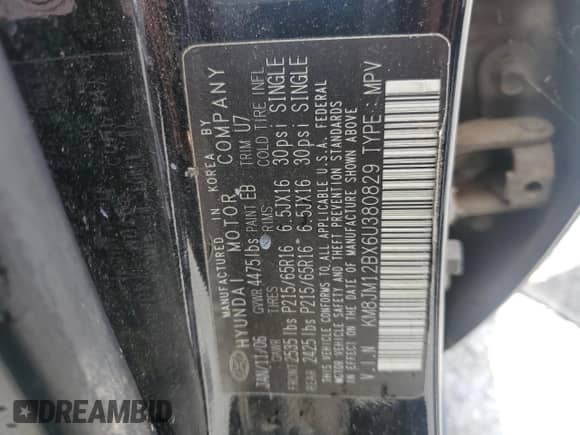 MANUFACTURED IN KOREA BY
HYUNDAI MOTOR COMPANY
JAN/11/06 GVWR 4475lbs PAINT EB TRIM U7
GAWR TIRES RIMS COLD TIRE INFL
FRONT 2535 lbs P215/65R16 6.5JX16 30psi SINGLE
REAR 2425 lbs P215/65R16 6.5JX16 30psi SINGLE
THIS VEHICLE CONFORMS TO ALL APPLICABLE U.S.A. FEDERAL
MOTOR VEHICLE SAFETY AND THEFT PREVENTION STANDARDS
IN EFFECT ON THE DATE OF MANUFACTURE SHOWN ABOVE
V.I.N KM8JM12BX6U380829 TYPE : MPV
DREAMBID